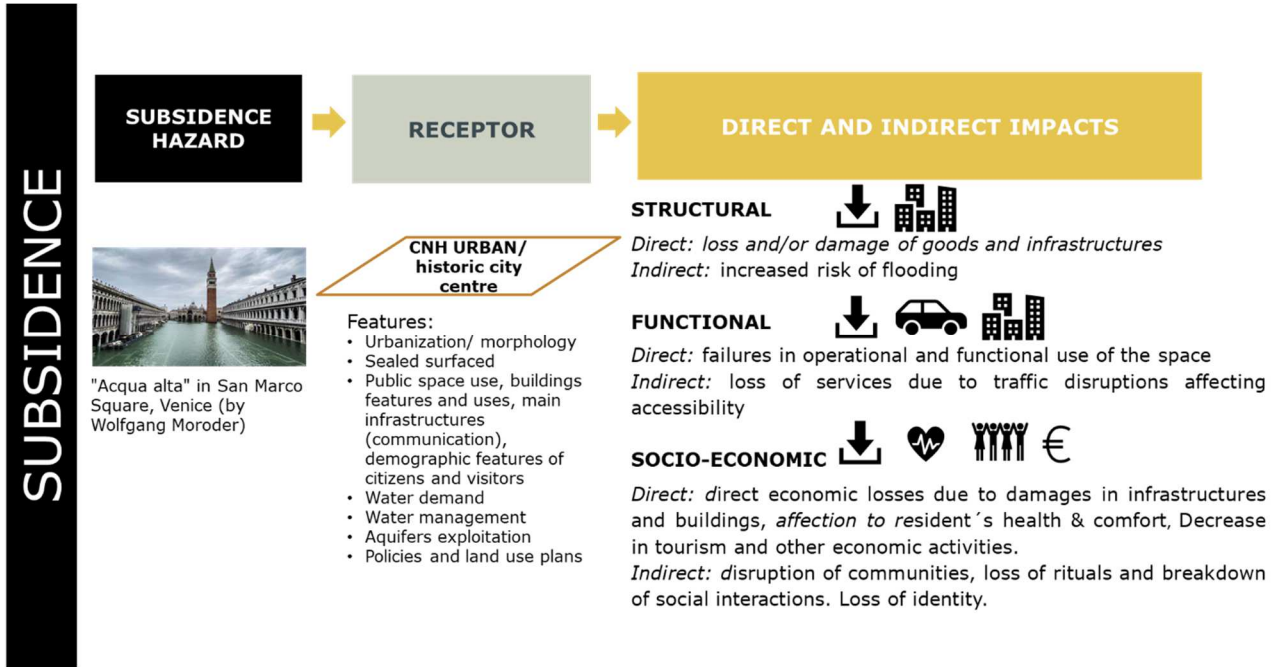 SUBSIDENCE
SUBSIDENCE
HAZARD
RECEPTOR
DIRECT AND INDIRECT IMPACTS
"Acqua alta" in San Marco
Square, Venice (by
Wolfgang Moroder)
CNH URBAN/
historic city
centre
Features:
• Urbanization/ morphology
• Sealed surfaced
• Public space use, buildings
features and uses, main
infrastructures
(communication),
demographic features of
citizens and visitors
• Water demand
• Water management
• Aquifers exploitation
• Policies and land use plans
STRUCTURAL
Direct: loss and/or damage of goods and infrastructures
Indirect: increased risk of flooding
FUNCTIONAL
Direct: failures in operational and functional use of the space
Indirect: loss of services due to traffic disruptions affecting
accessibility
SOCIO-ECONOMIC €
Direct: direct economic losses due to damages in infrastructures
and buildings, affection to resident´s health & comfort, Decrease
in tourism and other economic activities.
Indirect: disruption of communities, loss of rituals and breakdown
of social interactions. Loss of identity.